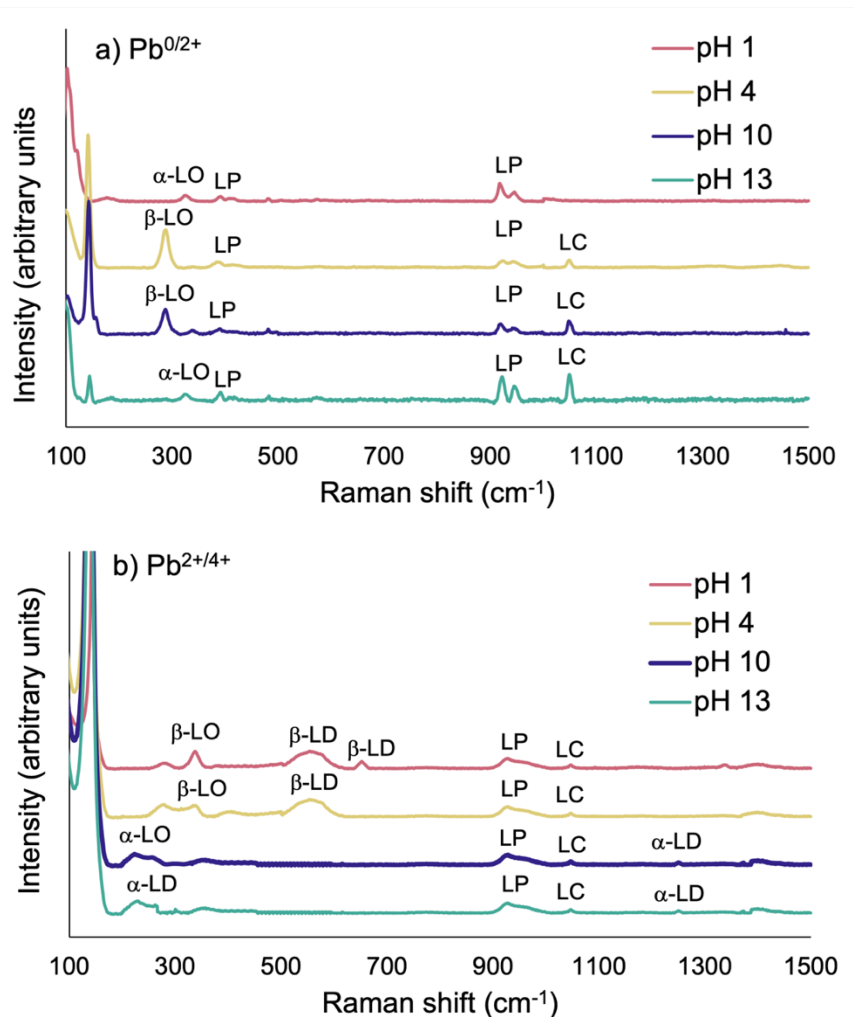 a) Pb⁰/²⁺
pH 1
pH 4
pH 10
pH 13
Intensity (arbitrary units
α-LO LP LP
β-LO LP LP LC
β-LO LP LP LC
α-LO LP LP LC
100 300 500 700 900 1100 1300 1500
Raman shift (cm⁻¹)
b) Pb²⁺/⁴⁺
pH 1
pH 4
pH 10
pH 13
Intensity (arbitrary units)
β-LO β-LD β-LD LP LC
β-LO β-LD LP LC
α-LO LP LC α-LD
α-LD LP LC α-LD
100 300 500 700 900 1100 1300 1500
Raman shift (cm⁻¹)